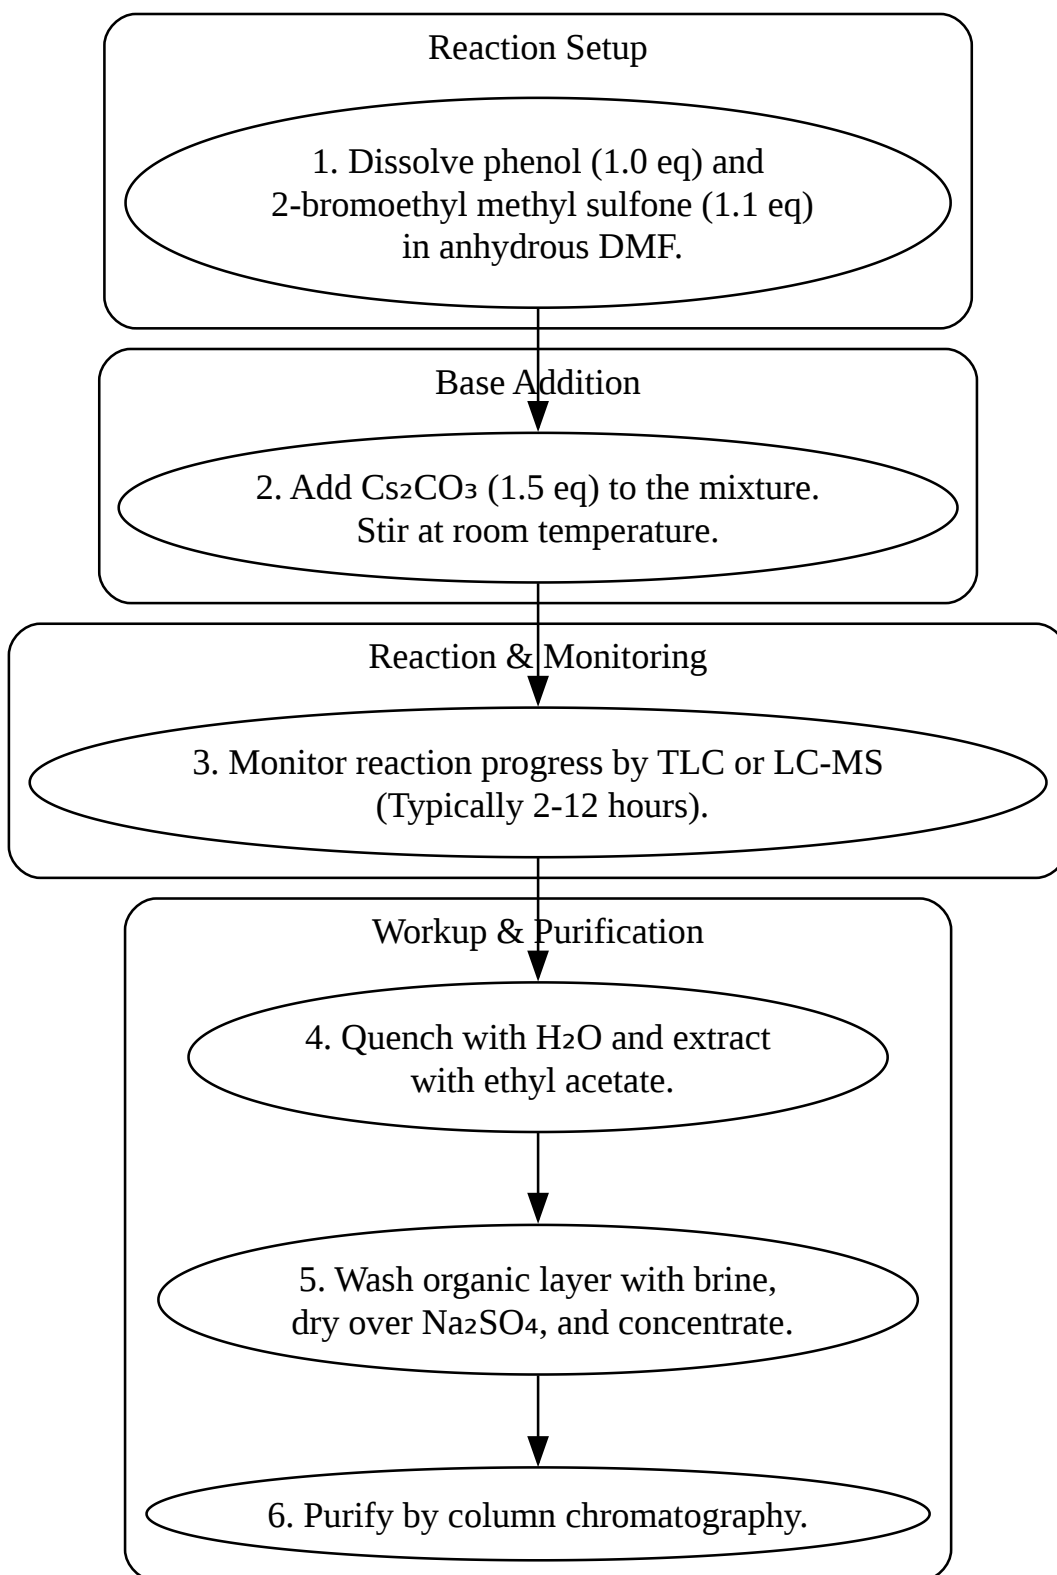 Reaction Setup
1. Dissolve phenol (1.0 eq) and
2-bromoethyl methyl sulfone (1.1 eq)
in anhydrous DMF.
Base Addition
2. Add Cs₂CO₃ (1.5 eq) to the mixture.
Stir at room temperature.
Reaction & Monitoring
3. Monitor reaction progress by TLC or LC-MS
(Typically 2-12 hours).
Workup & Purification
4. Quench with H₂O and extract
with ethyl acetate.
5. Wash organic layer with brine,
dry over Na₂SO₄, and concentrate.
6. Purify by column chromatography.